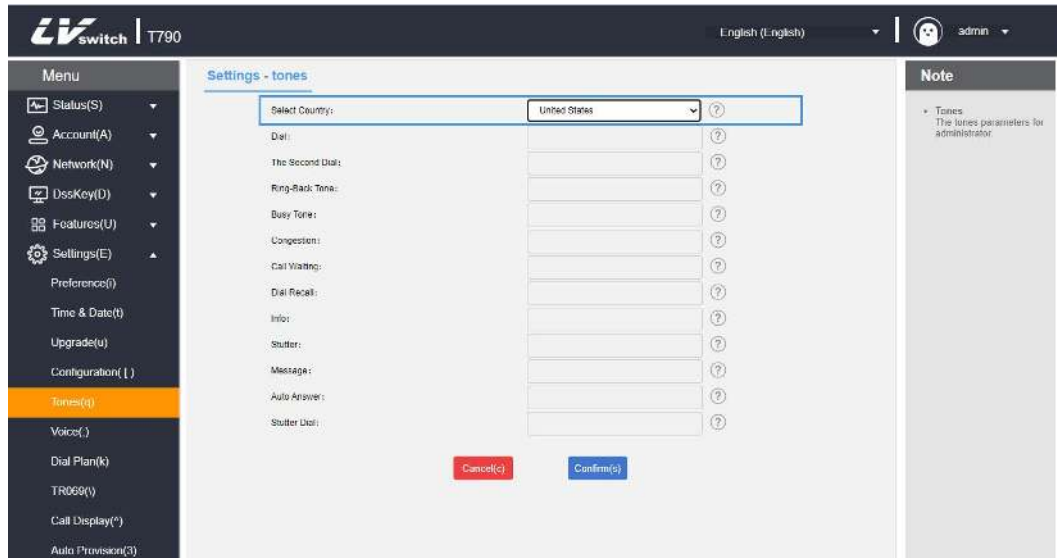 LV switch | T790
English (English)
admin
Menu
Status(S)
Account(A)
Network(N)
DssKey(D)
Features(U)
Settings(E)
Preference(i)
Time & Date(t)
Upgrade(u)
Configuration( [ )
Tones(q)
Voice(,)
Dial Plan(k)
TR069(\)
Call Display(^)
Auto Provision(3)
Settings - tones
Select Country:
United States
?
Dial:
?
The Second Dial:
?
Ring-Back Tone:
?
Busy Tone:
?
Congestion:
?
Call Waiting:
?
Dial Recall:
?
Info:
?
Stutter:
?
Message:
?
Auto Answer:
?
Stutter Dial:
?
Cancel(c)
Confirm(s)
Note
Tones
The tones parameters for
administrator